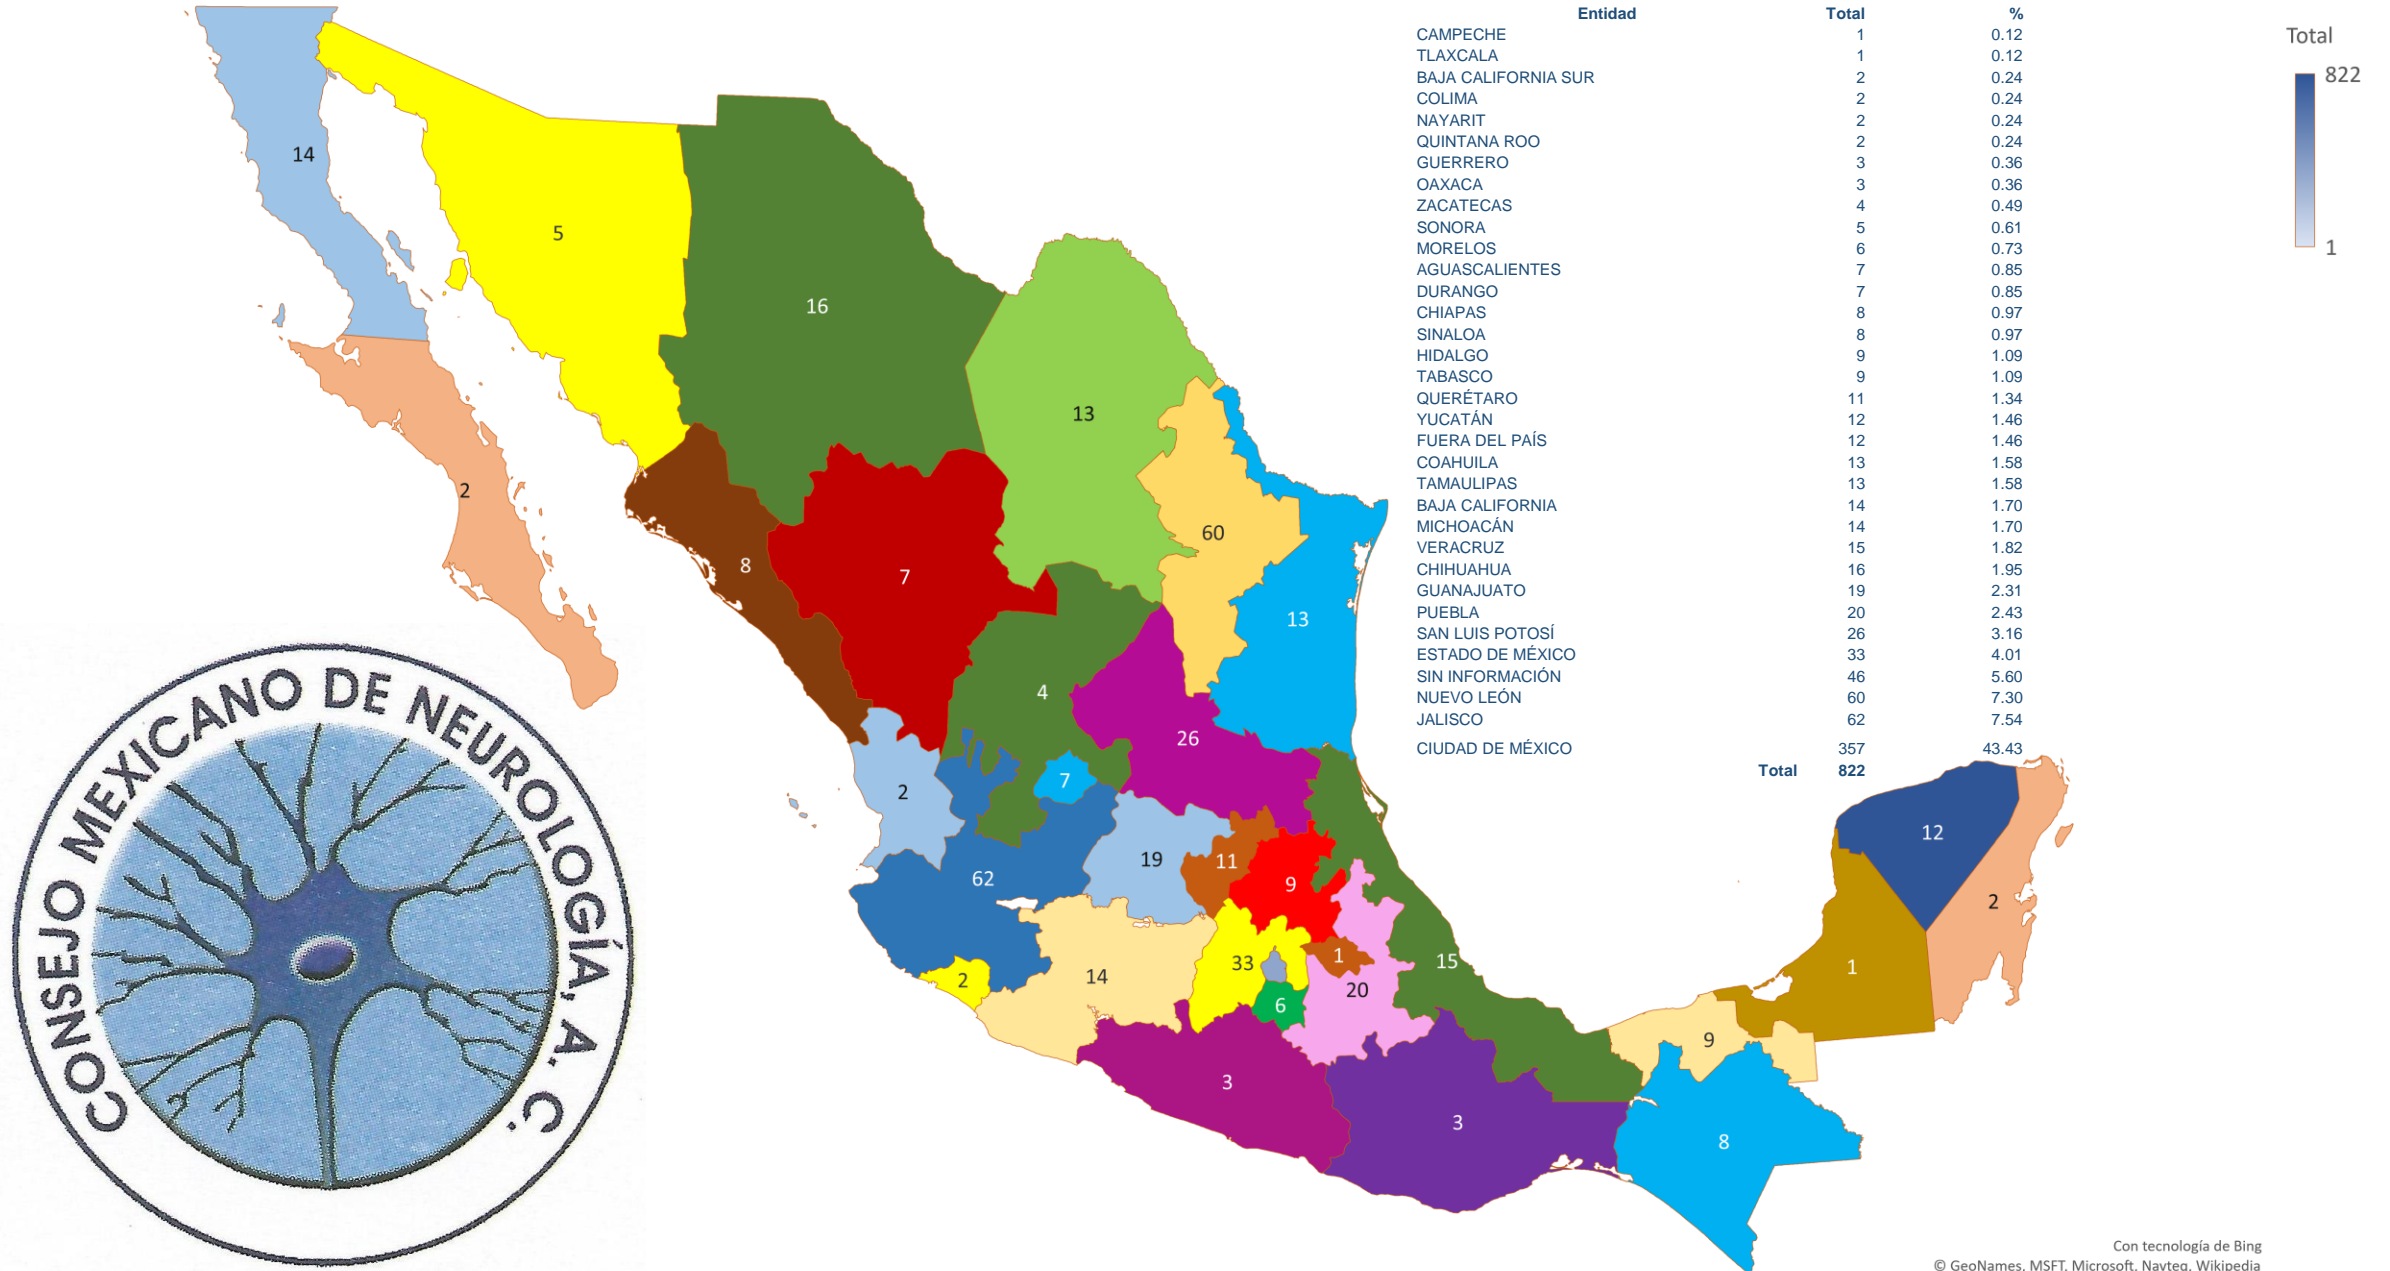 Entidad Total %
CAMPECHE 1 0.12
TLAXCALA 1 0.12
BAJA CALIFORNIA SUR 2 0.24
COLIMA 2 0.24
NAYARIT 2 0.24
QUINTANA ROO 2 0.24
GUERRERO 3 0.36
OAXACA 3 0.36
ZACATECAS 4 0.49
SONORA 5 0.61
MORELOS 6 0.73
AGUASCALIENTES 7 0.85
DURANGO 7 0.85
CHIAPAS 8 0.97
SINALOA 8 0.97
HIDALGO 9 1.09
TABASCO 9 1.09
QUERÉTARO 11 1.34
YUCATÁN 12 1.46
FUERA DEL PAÍS 12 1.46
COAHUILA 13 1.58
TAMAULIPAS 13 1.58
BAJA CALIFORNIA 14 1.70
MICHOACÁN 14 1.70
VERACRUZ 15 1.82
CHIHUAHUA 16 1.95
GUANAJUATO 19 2.31
PUEBLA 20 2.43
SAN LUIS POTOSÍ 26 3.16
ESTADO DE MÉXICO 33 4.01
SIN INFORMACIÓN 46 5.60
NUEVO LEÓN 60 7.30
JALISCO 62 7.54
CIUDAD DE MÉXICO 357 43.43
Total 822
Total
822
1
14
5
16
13
2
60
8
7
13
4
26
7
2
12
19
11
62
9
2
33
1
15
1
14
2
20
6
9
3
3
8
CONSEJO MEXICANO DE NEUROLOGÍA, A. C.
Con tecnología de Bing
© GeoNames, MSFT, Microsoft, Navteq, Wikipedia